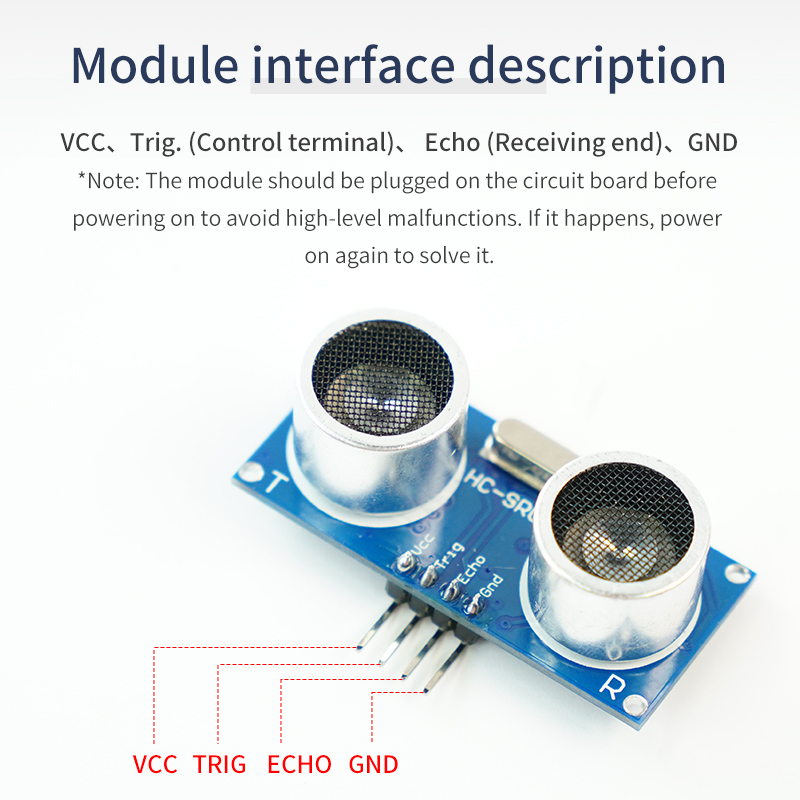 Module interface description
VCC、Trig. (Control terminal)、 Echo (Receiving end)、GND
*Note: The module should be plugged on the circuit board before
powering on to avoid high-level malfunctions. If it happens, power
on again to solve it.
T
HC-SR
Vcc
Trig
Echo
Gnd
R
VCC TRIG ECHO GND